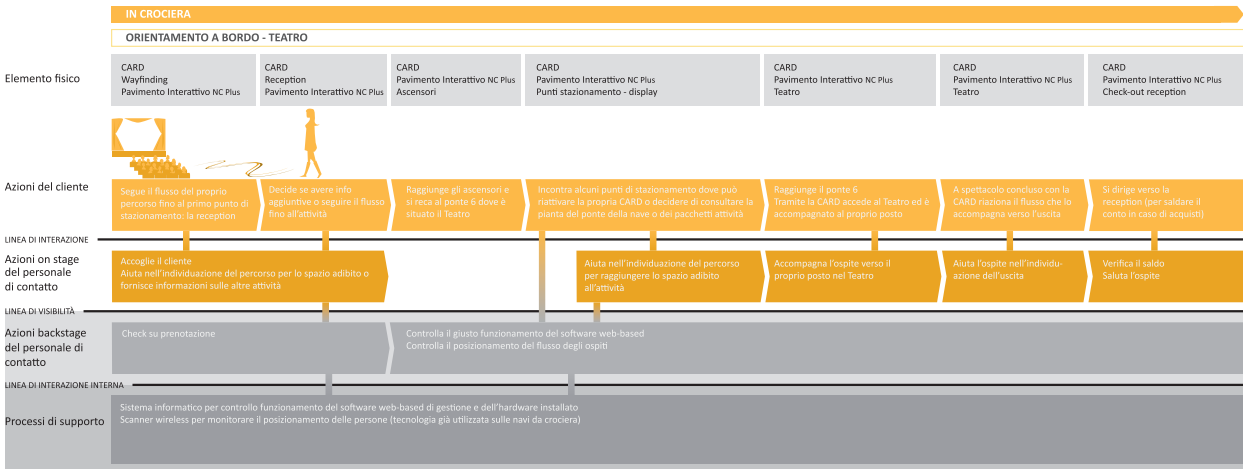 IN CROCIERA
ORIENTAMENTO A BORDO - TEATRO
Elemento fisico
CARD
Wayfinding
Pavimento Interattivo NC Plus
CARD
Reception
Pavimento Interattivo NC Plus
CARD
Pavimento Interattivo NC Plus
Ascensori
CARD
Pavimento Interattivo NC Plus
Punti stazionamento - display
CARD
Pavimento Interattivo NC Plus
Teatro
CARD
Pavimento Interattivo NC Plus
Teatro
CARD
Pavimento Interattivo NC Plus
Check-out reception
Azioni del cliente
Segue il flusso del proprio
percorso fino al primo punto di
stazionamento: la reception
Decide se avere info
aggiuntive o seguire il flusso
fino all'attività
Raggiunge gli ascensori e
si reca al ponte 6 dove è
situato il Teatro
Incontra alcuni punti di stazionamento dove può
riattivare la propria CARD o decidere di consultare la
planta del ponte della nave o dei pacchetti attività
Raggiunge il ponte 6
Tramite la CARD accede al Teatro ed è
accompagnato al proprio posto
A spettacolo concluso con la
CARD riaziona il flusso che lo
accompagna verso l'uscita
Si dirige verso la
reception (per saldare il
conto in caso di acquisti)
LINEA DI INTERAZIONE
Azioni on stage
del personale
di contatto
Accoglie il cliente
Aiuta nell'individuazione del percorso per lo spazio adibito o
fornisce informazioni sulle altre attività
Aiuta nell'individuazione del percorso
per raggiungere lo spazio adibito
all'attività
Accompagna l'ospite verso il
proprio posto nel Teatro
Aiuta l'ospite nell'individu-
azione dell'uscita
Verifica il saldo
Saluta l'ospite
LINEA DI VISIBILITÀ
Azioni backstage
del personale di
contatto
Check su prenotazione
Controlla il giusto funzionamento del software web-based
Controlla il posizionamento del flusso degli ospiti
LINEA DI INTERAZIONE INTERNA
Processi di supporto
Sistema informatico per controllo funzionamento del software web-based di gestione e dell'hardware installato
Scanner wireless per monitorare il posizionamento delle persone (tecnologia già utilizzata sulle navi da crociera)